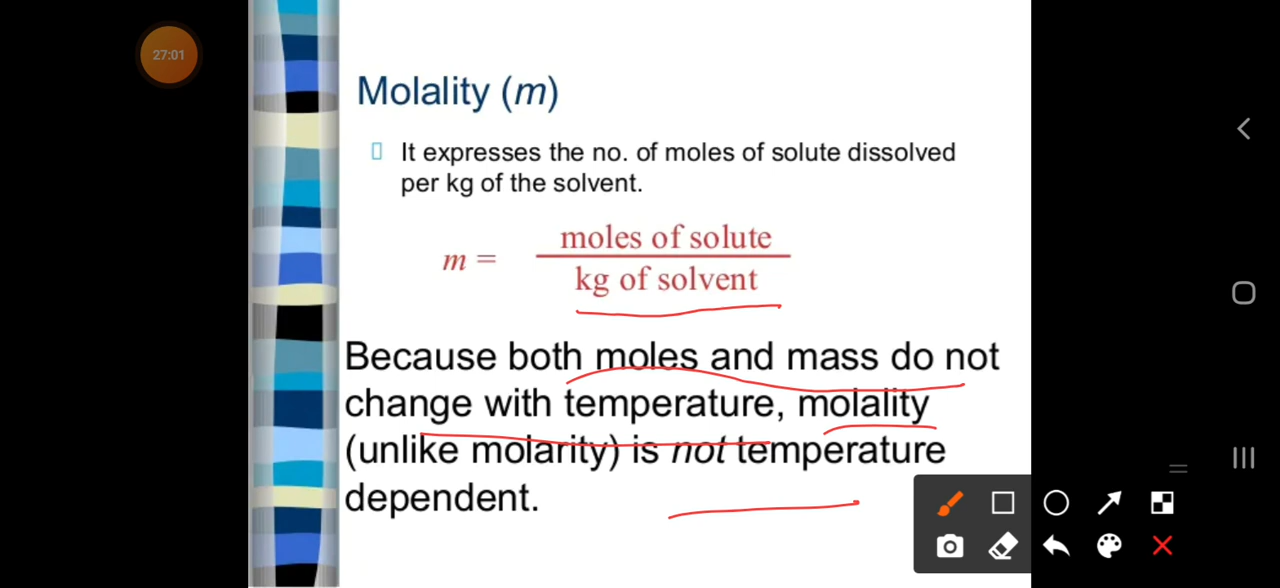 27:01
Molality (m)
It expresses the no. of moles of solute dissolved
per kg of the solvent.
m = moles of solute
kg of solvent
Because both moles and mass do not
change with temperature, molality
(unlike molarity) is not temperature
dependent.